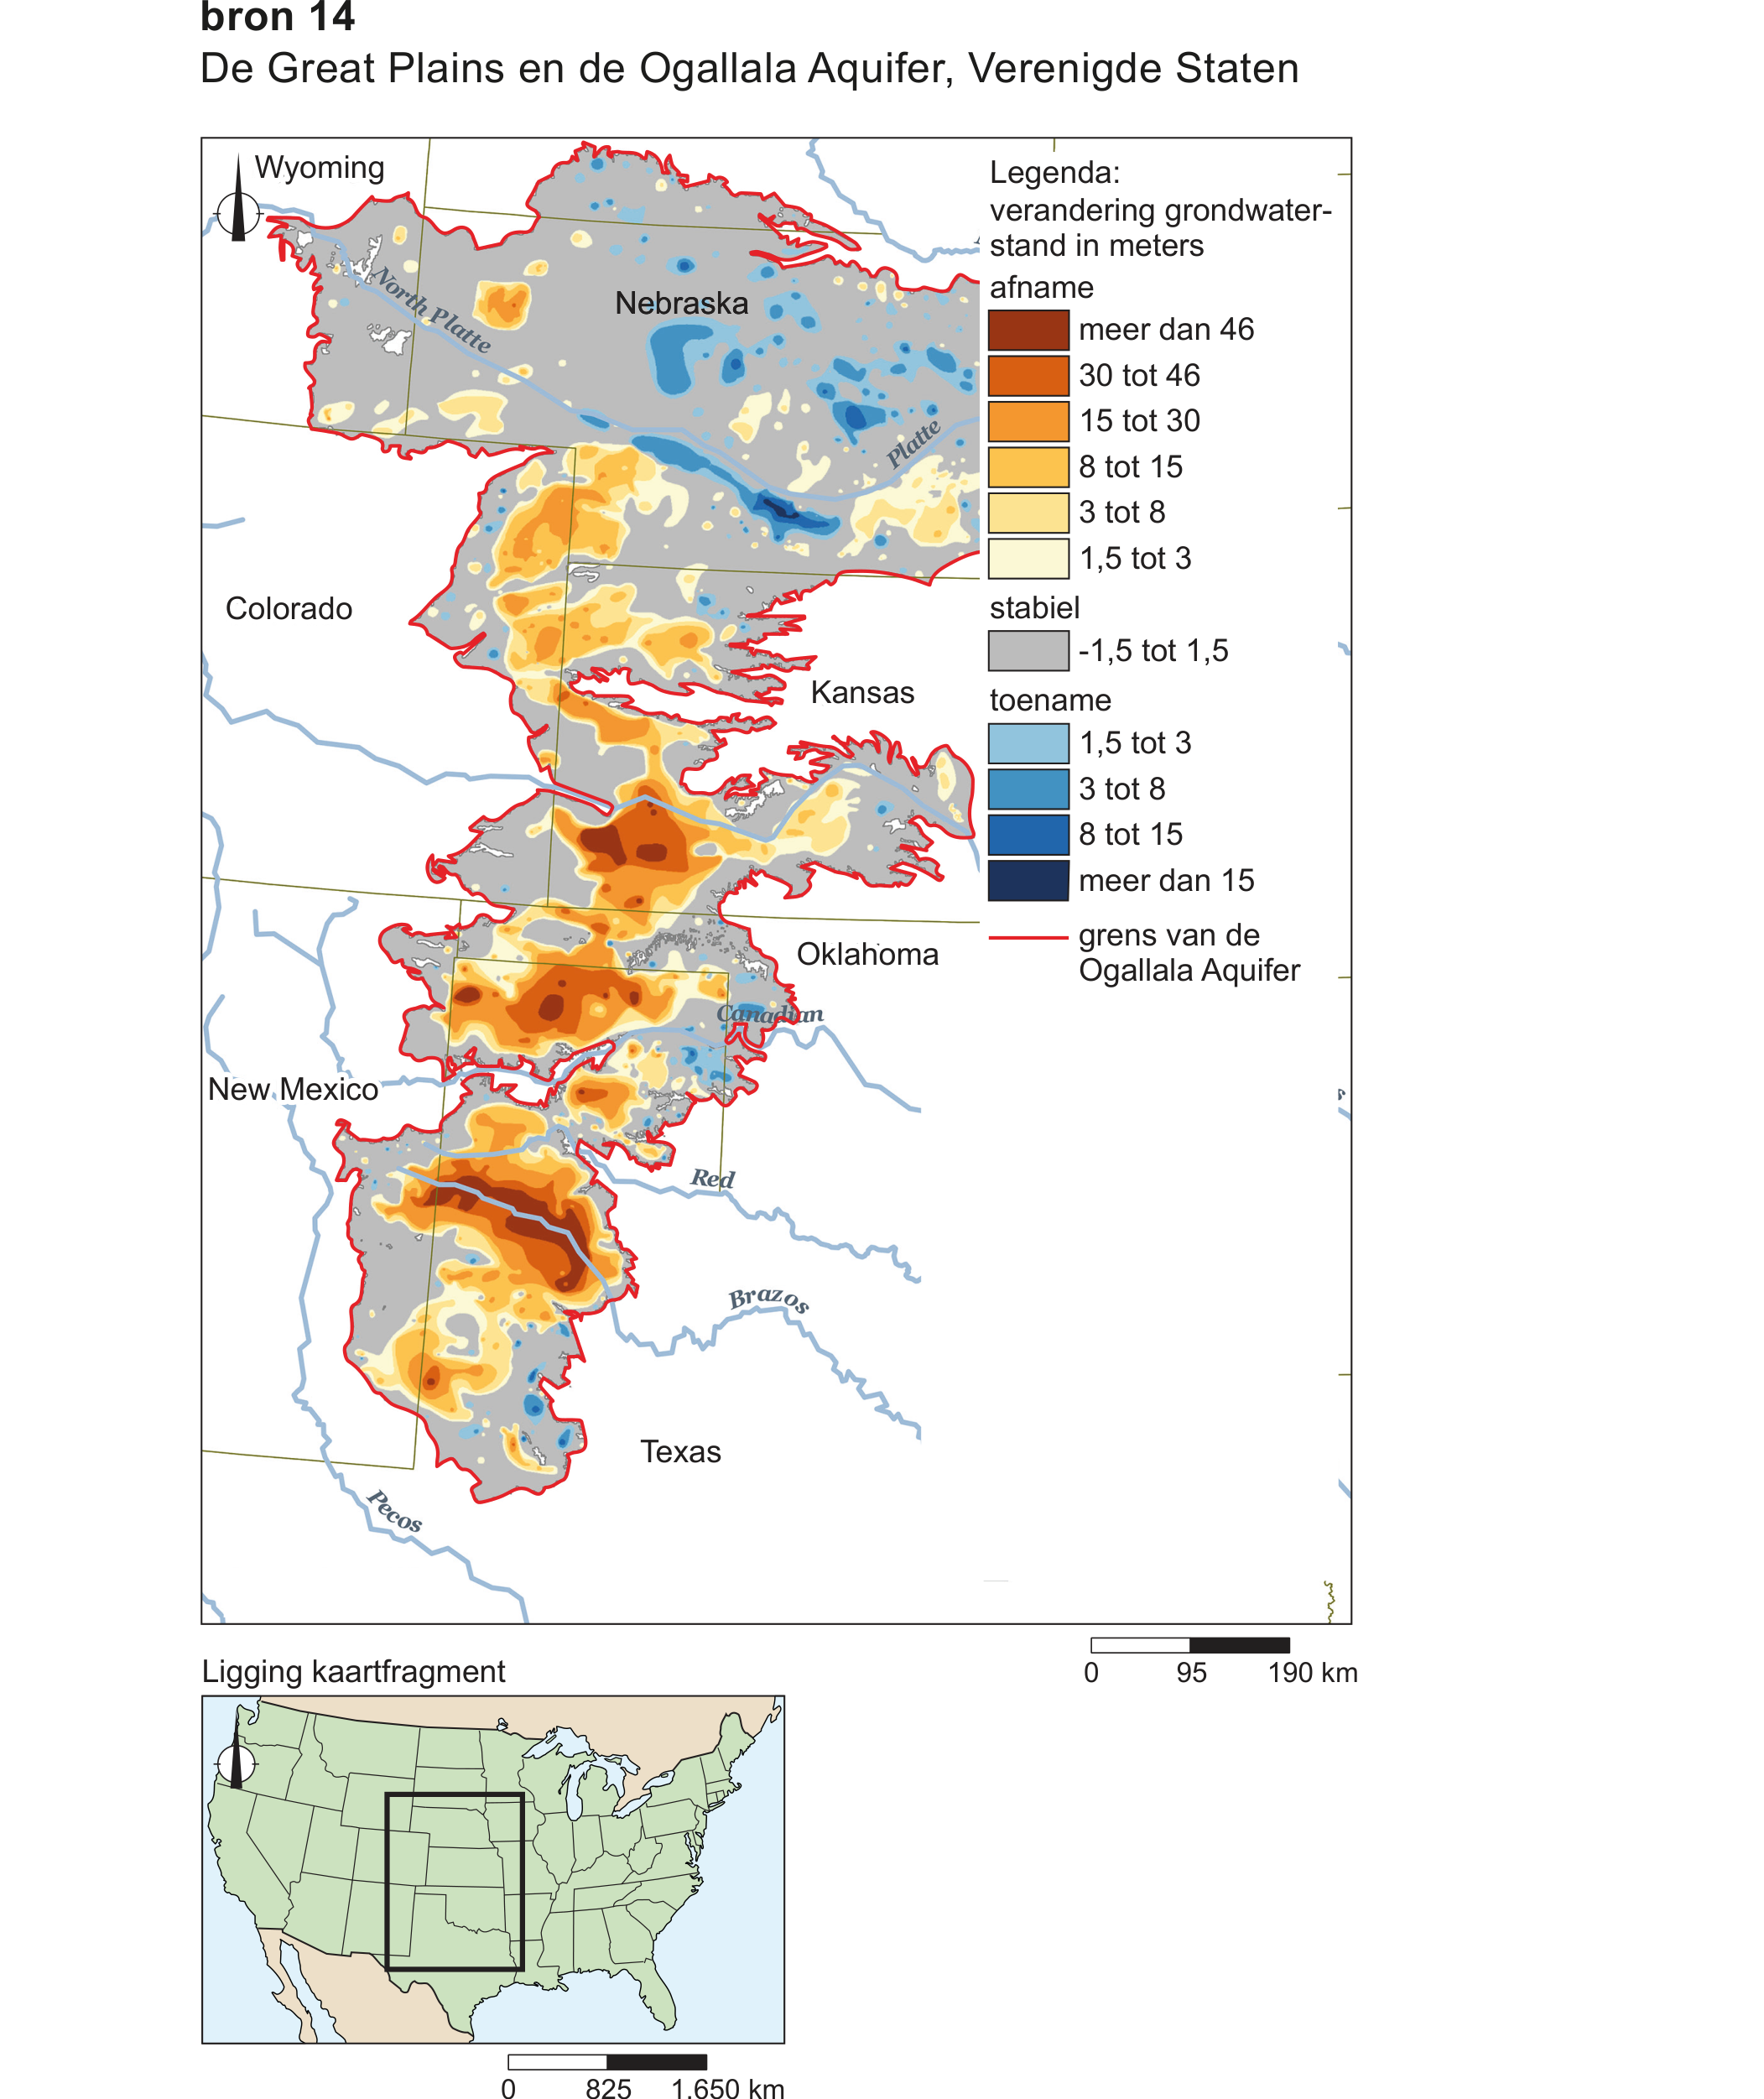 bron 14
De Great Plains en de Ogallala Aquifer, Verenigde Staten
Wyoming
Legenda:
verandering grondwater-
stand in meters
afname
meer dan 46
30 tot 46
15 tot 30
8 tot 15
3 tot 8
1,5 tot 3
stabiel
-1,5 tot 1,5
toename
1,5 tot 3
3 tot 8
8 tot 15
meer dan 15
grens van de
Ogallala Aquifer
North Platte
Nebraska
Platte
Colorado
Kansas
Oklahoma
Canadian
New Mexico
Red
Brazos
Texas
Pecos
0 95 190 km
Ligging kaartfragment
0 825 1.650 km